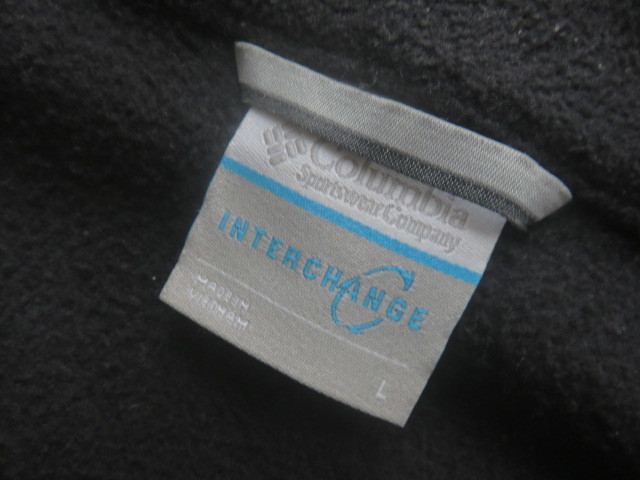 Columbia
Sportswear Company
INTERCHANGE
MADE IN
VIETNAM
L